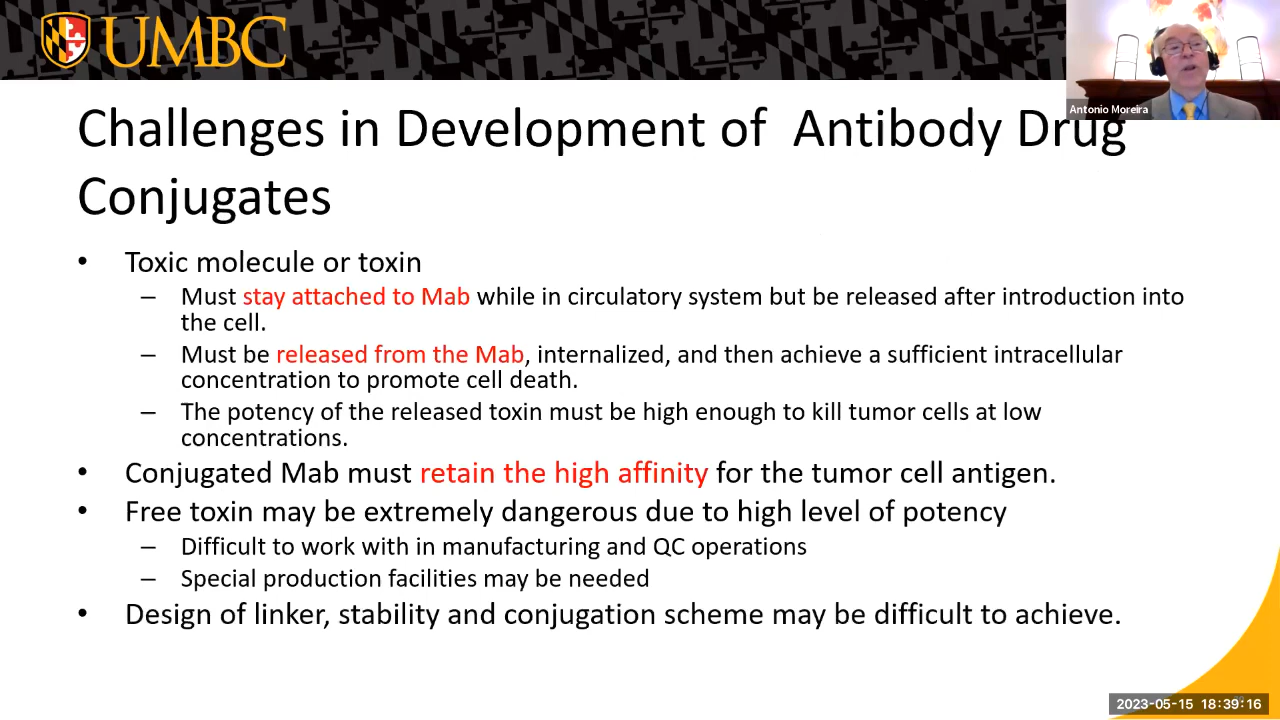 UMBC
Antonio Moreira
Challenges in Development of Antibody Drug
Conjugates
• Toxic molecule or toxin
– Must stay attached to Mab while in circulatory system but be released after introduction into
the cell.
– Must be released from the Mab, internalized, and then achieve a sufficient intracellular
concentration to promote cell death.
– The potency of the released toxin must be high enough to kill tumor cells at low
concentrations.
• Conjugated Mab must retain the high affinity for the tumor cell antigen.
• Free toxin may be extremely dangerous due to high level of potency
– Difficult to work with in manufacturing and QC operations
– Special production facilities may be needed
• Design of linker, stability and conjugation scheme may be difficult to achieve.
2023-05-15 18:39:16